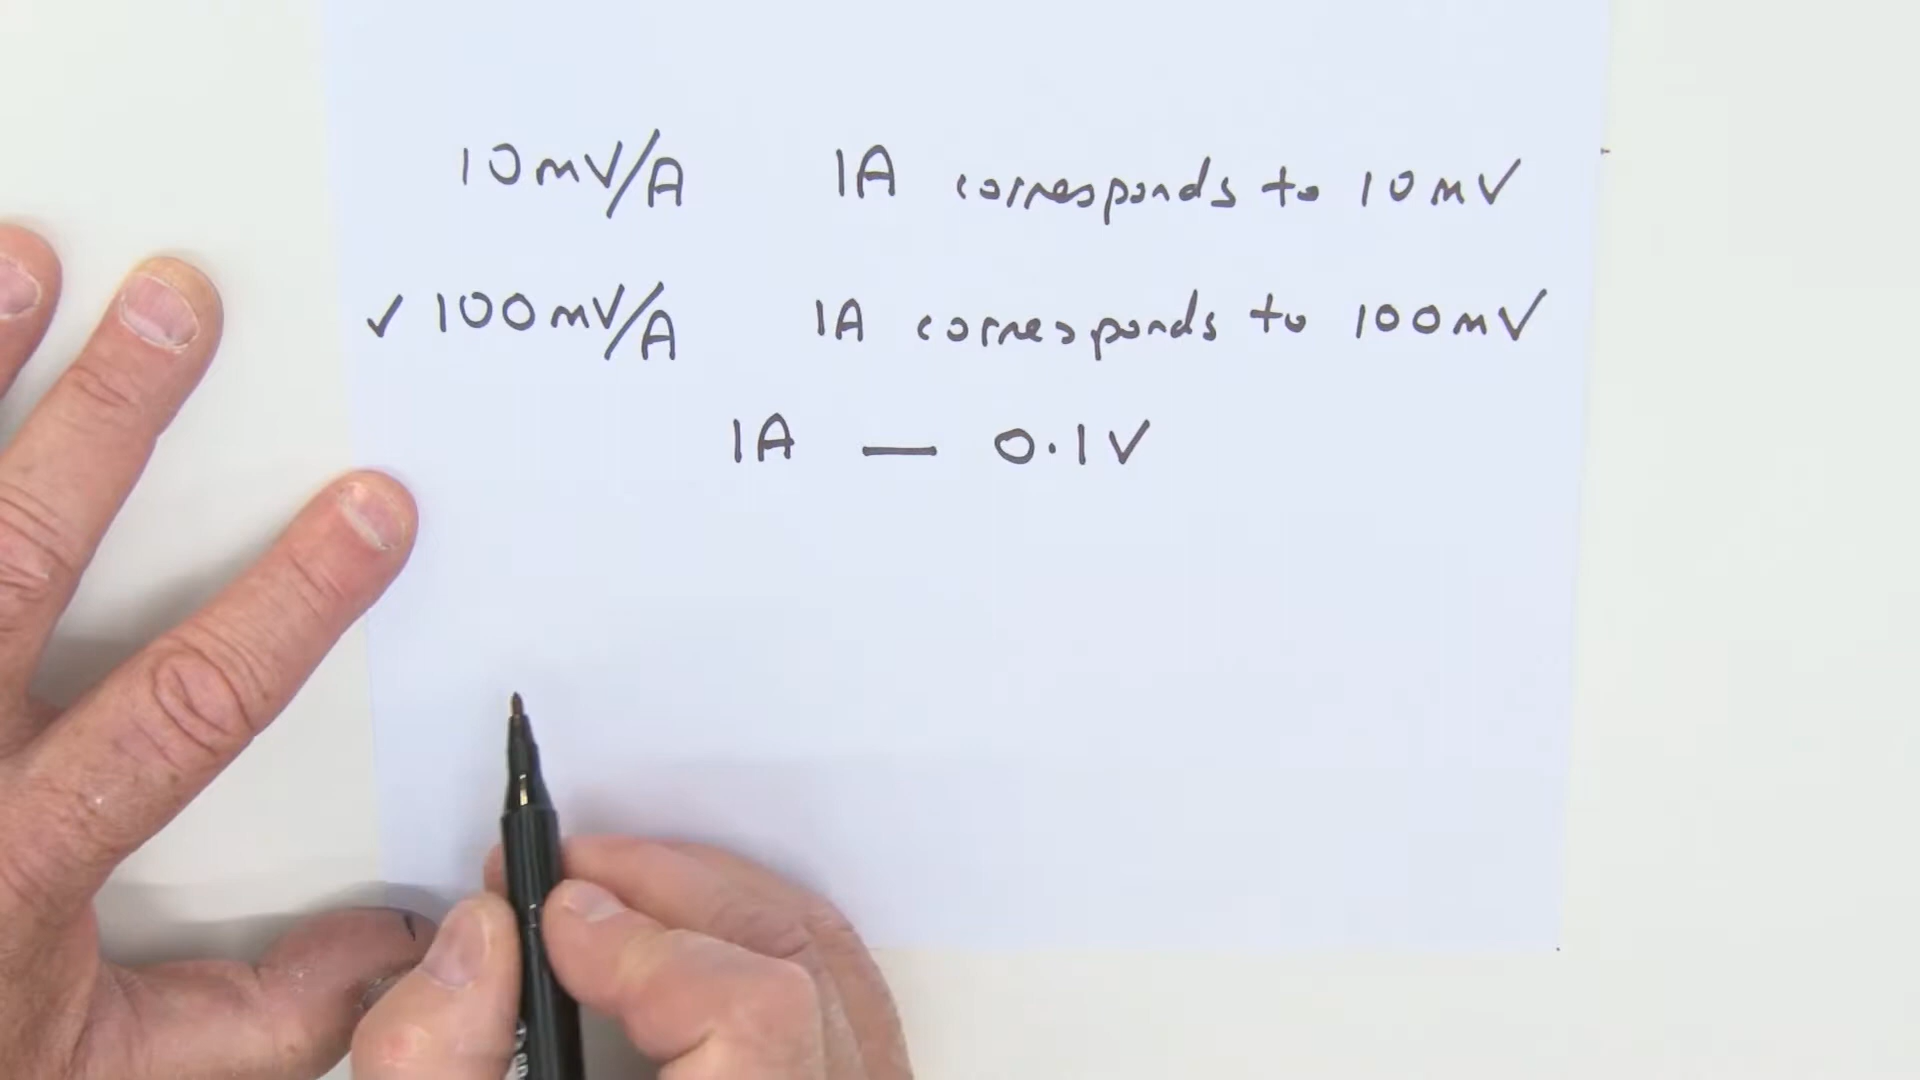 10mV/A 1A corresponds to 10mV
✓ 100mV/A 1A corresponds to 100mV
1A — 0.1V